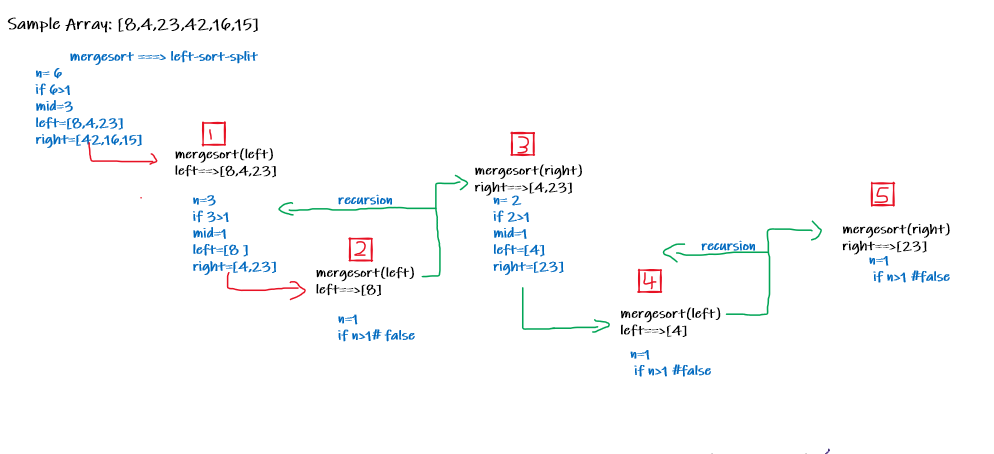 Sample Array: [8,4,23,42,16,15]
mergesort ===> left-sort-split
n= 6
if 6>1
mid=3
left=[8,4,23]
right=[42,16,15]
1
mergesort(left)
left==>[8,4,23]
n=3
if 3>1
mid=1
left=[8 ]
right=[4,23]
recursion
2
mergesort(left)
left==>[8]
n=1
if n>1# false
3
mergesort(right)
right==>[4,23]
n= 2
if 2>1
mid=1
left=[4]
right=[23]
recursion
4
mergesort(left)
left==>[4]
n=1
if n>1 #false
5
mergesort(right)
right==>[23]
n=1
if n>1 #false